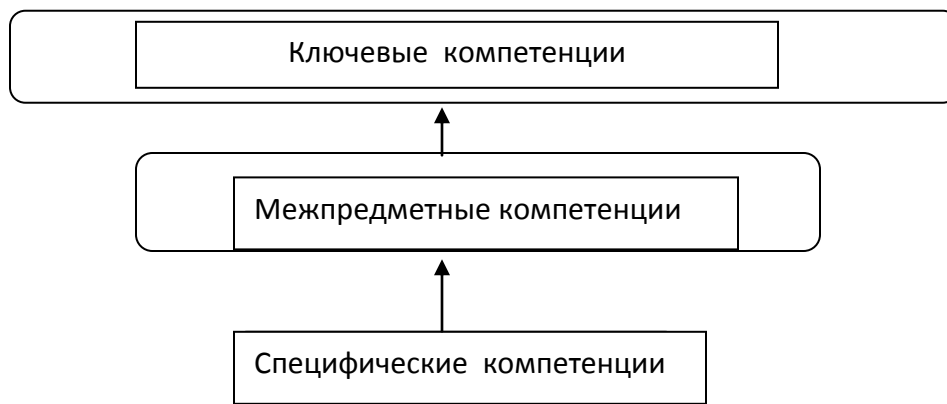 Ключевые компетенции
Межпредметные компетенции
Специфические компетенции